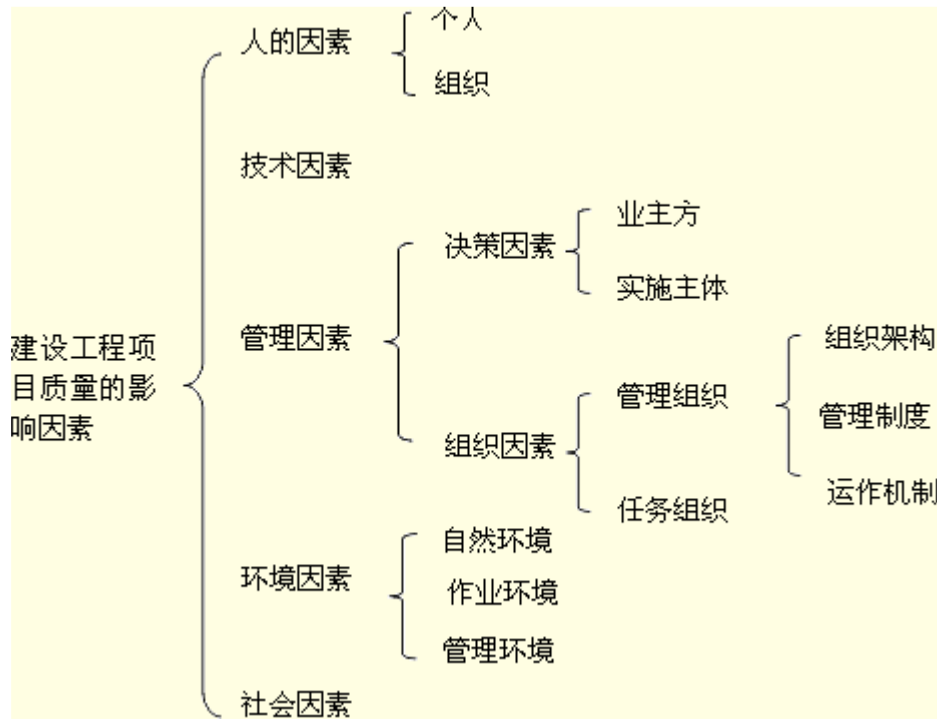 个人
人的因素
组织
技术因素
业主方
决策因素
实施主体
管理因素
组织架构
建设工程项
目质量的影
响因素
管理组织
管理制度
组织因素
运作机制
任务组织
自然环境
环境因素
作业环境
管理环境
社会因素